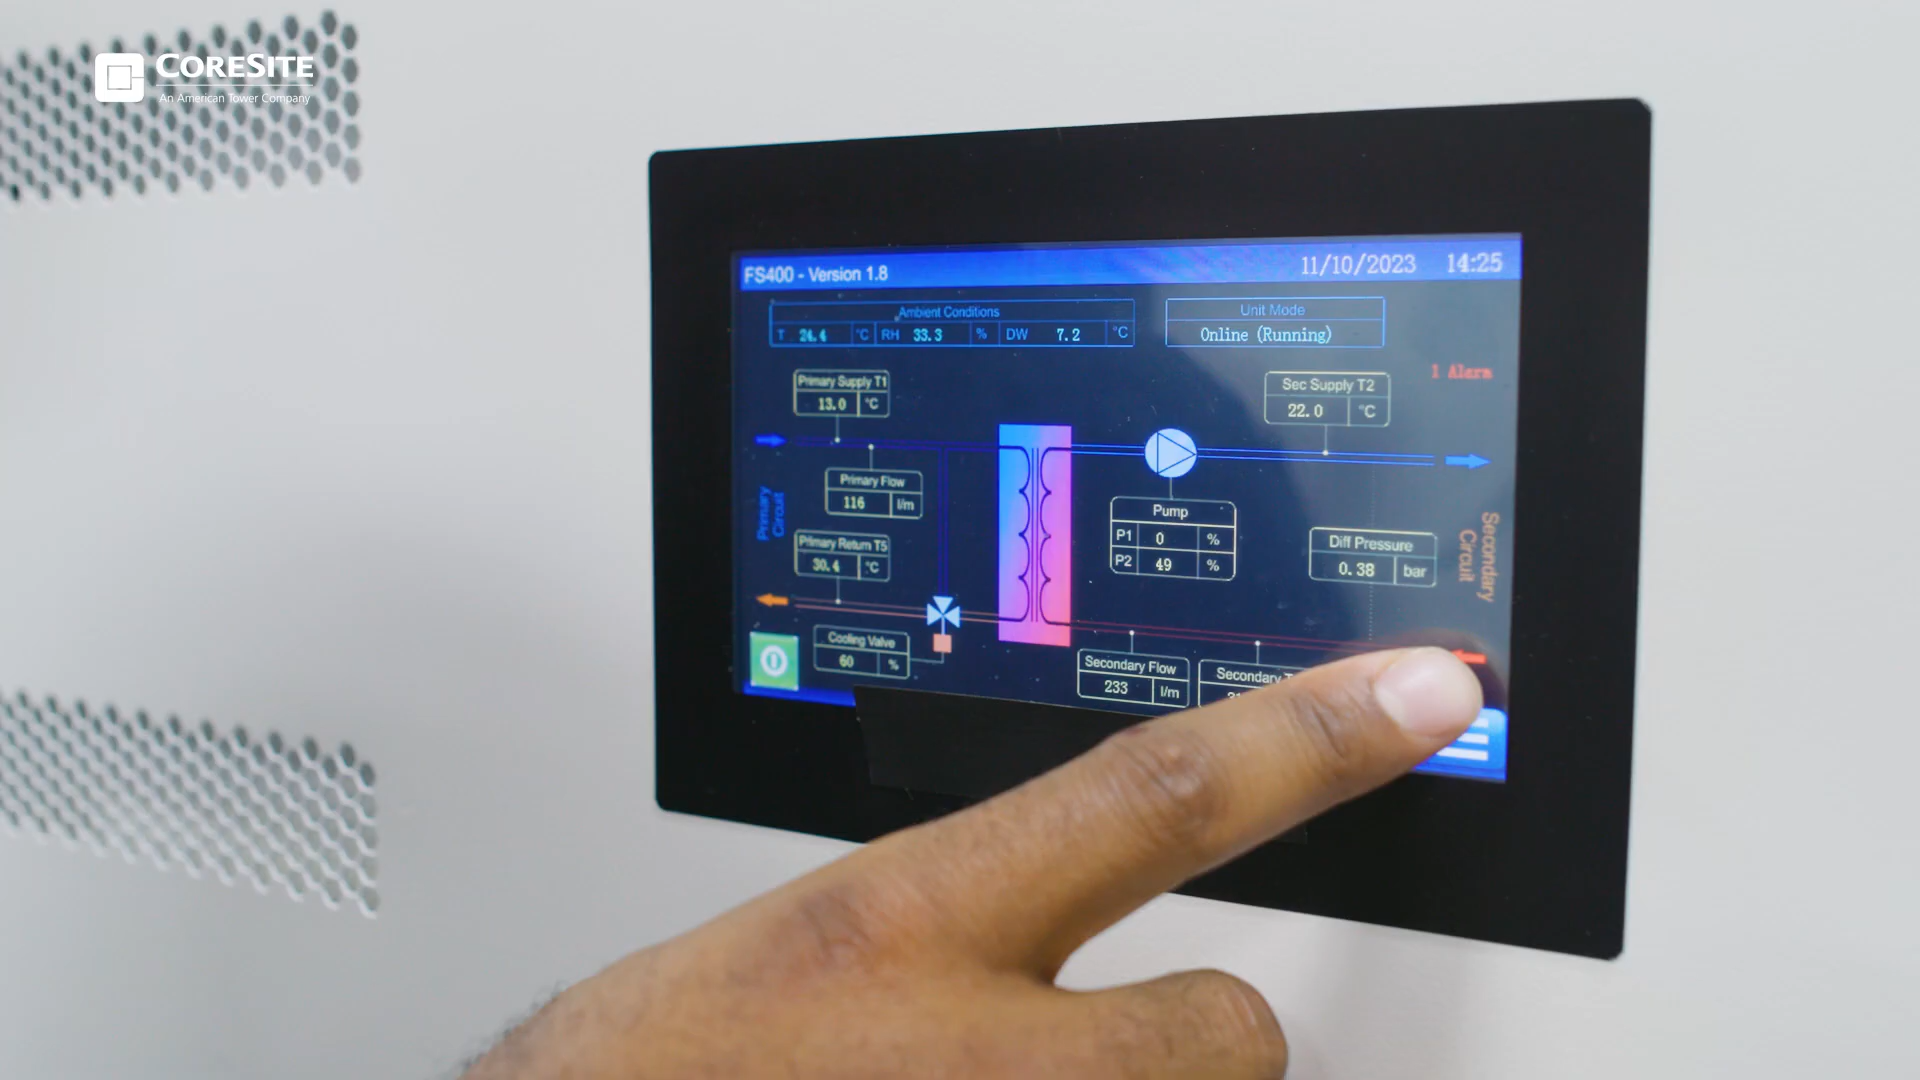 CORESITE
An American Tower Company
FS400 - Version 1.8
11/10/2023 14:25
Ambient Conditions
T 24.4 °C RH 33.3 % DW 7.2 °C
Unit Mode
Online (Running)
1 Alarm
Primary Supply T1
13.0 °C
Sec Supply T2
22.0 °C
Primary Flow
116 l/m
Primary Circuit
Primary Return T5
30.4 °C
Pump
P1 0 %
P2 49 %
Diff Pressure
0.38 bar
Secondary Circuit
Cooling Valve
60 %
Secondary Flow
233 l/m
Secondary